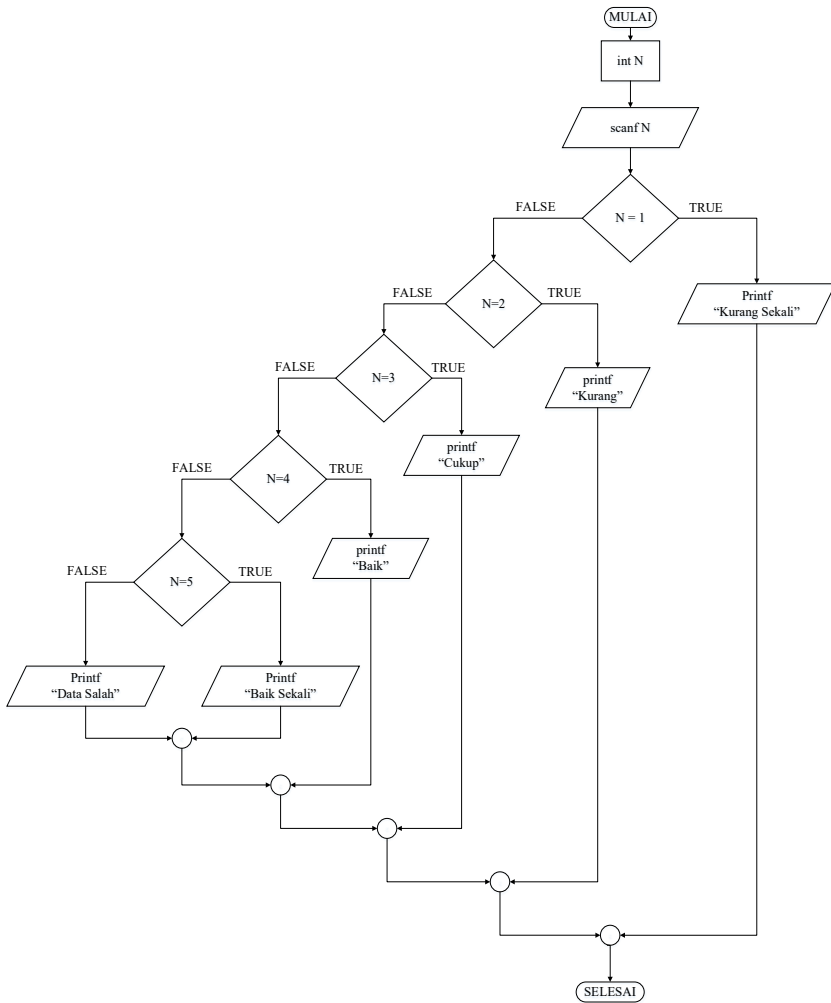 MULAI
int N
scanf N
N = 1
FALSE
TRUE
N=2
FALSE
TRUE
Printf
“Kurang Sekali”
N=3
FALSE
TRUE
printf
“Kurang”
N=4
FALSE
TRUE
printf
“Cukup”
N=5
FALSE
TRUE
printf
“Baik”
Printf
“Data Salah”
Printf
“Baik Sekali”
SELESAI